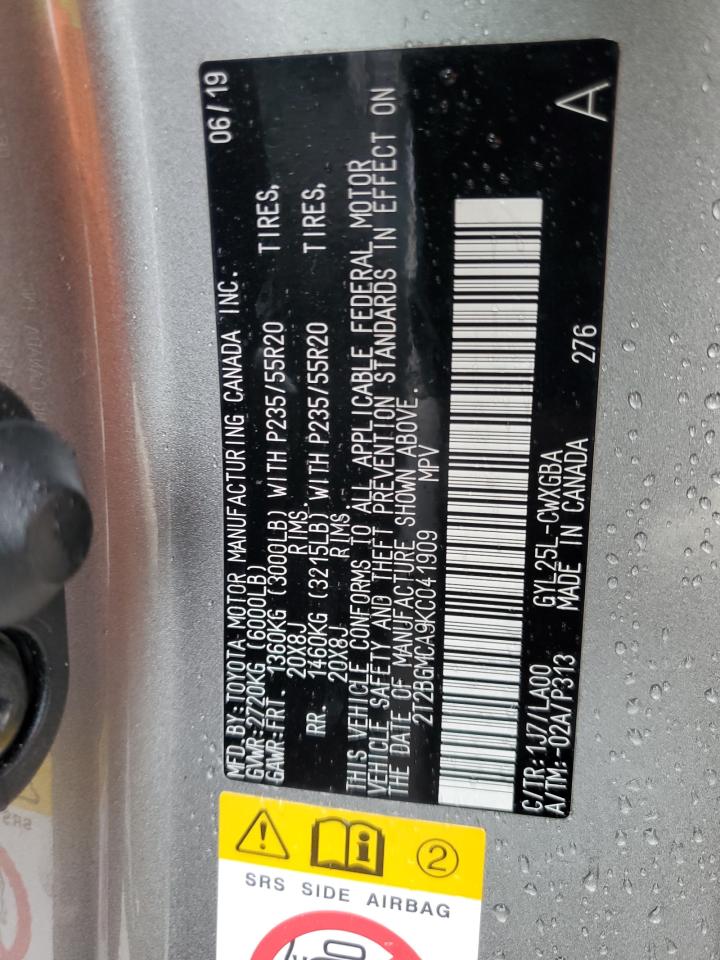 MFD.BY:TOYOTA MOTOR MANUFACTURING CANADA INC. 06/19
GVWR:2720KG (6000LB)
GAWR:FRT. 1360KG (3000LB) WITH P235/55R20 TIRES,
20X8J RIMS.
RR. 1460KG (3215LB) WITH P235/55R20 TIRES,
20X8J RIMS.
THIS VEHICLE CONFORMS TO ALL APPLICABLE FEDERAL MOTOR
VEHICLE SAFETY AND THEFT PREVENTION STANDARDS IN EFFECT ON
THE DATE OF MANUFACTURE SHOWN ABOVE.
2T2BGMCA9KC041909 MPV
C/TR:1J7/LA00 GYL25L-CWXGBA
A/TM:-02A/P313 MADE IN CANADA 276 A
2
SRS SIDE AIRBAG